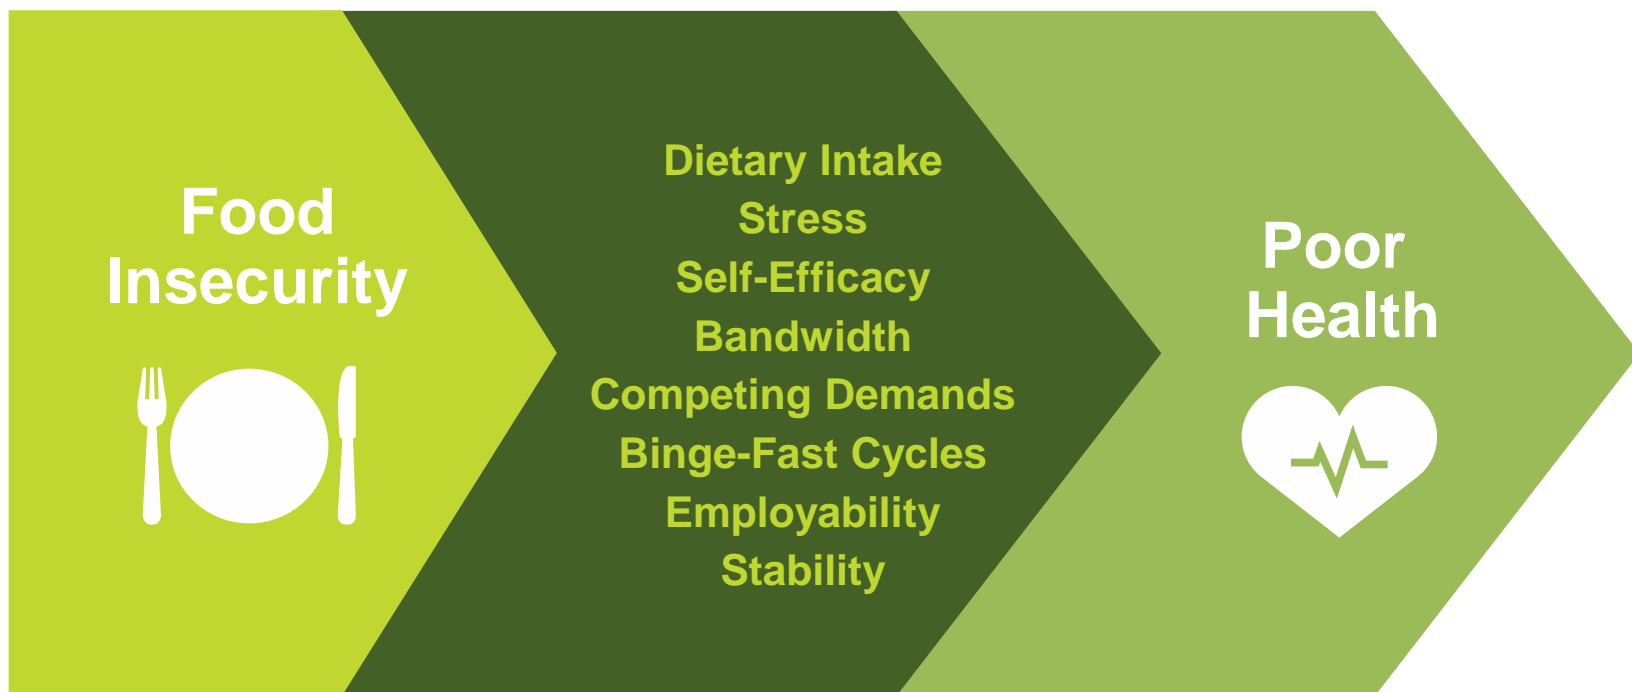 Food
Insecurity
Dietary Intake
Stress
Self-Efficacy
Bandwidth
Competing Demands
Binge-Fast Cycles
Employability
Stability
Poor
Health